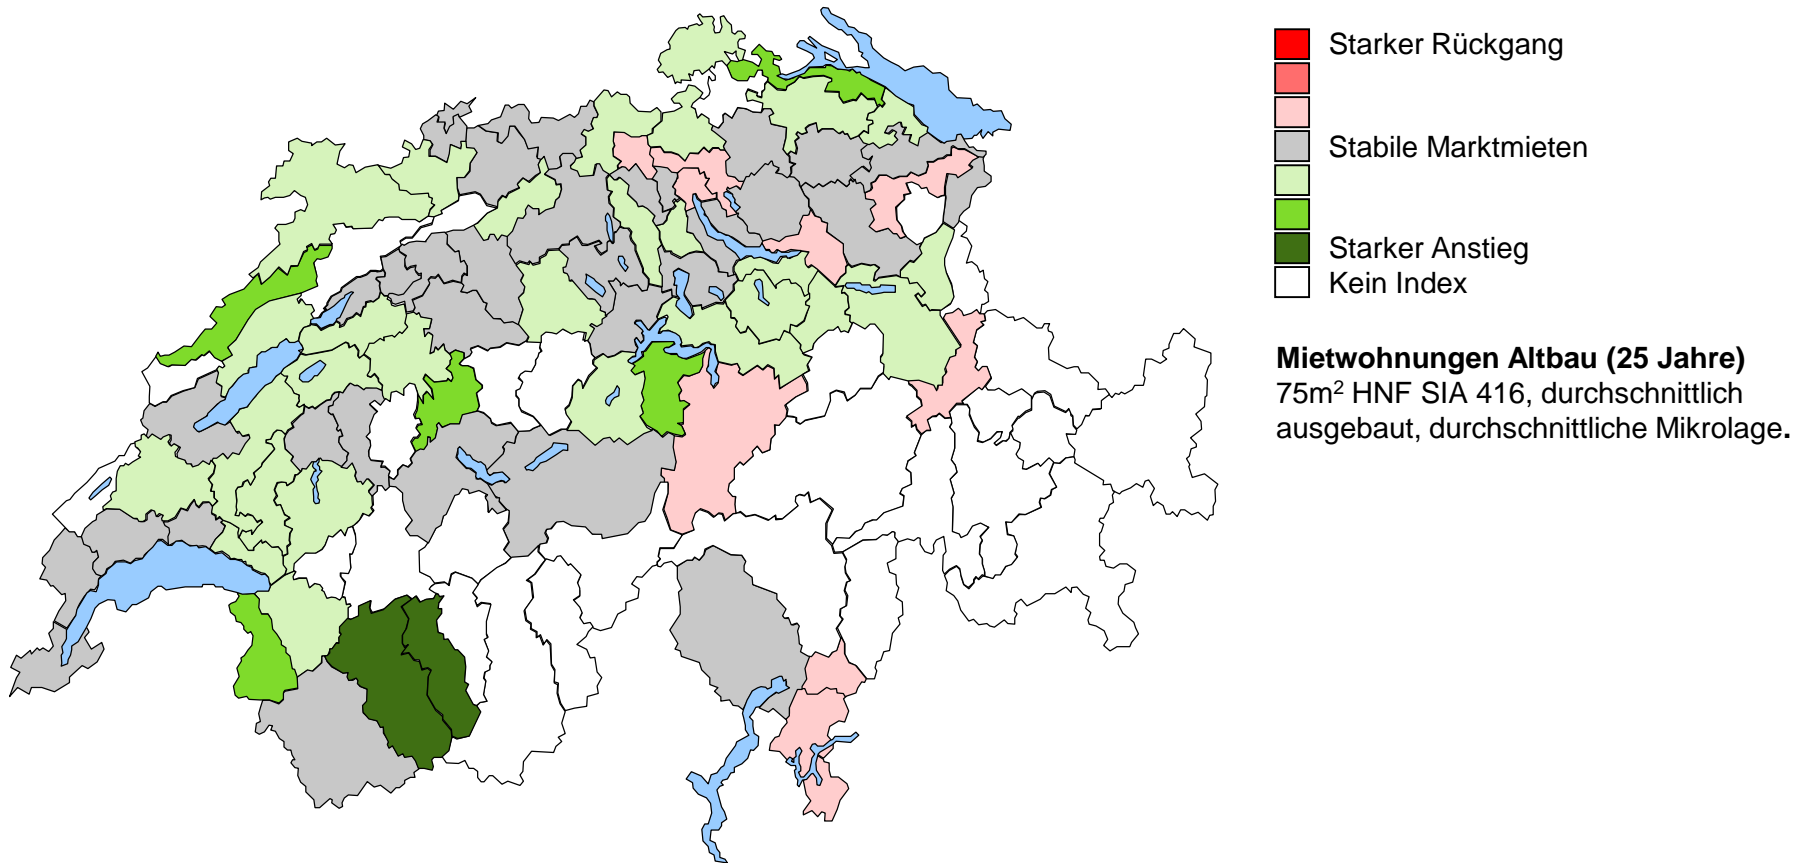 Starker Rückgang
Stabile Marktmieten
Starker Anstieg
Kein Index
Mietwohnungen Altbau (25 Jahre)
75m² HNF SIA 416, durchschnittlich
ausgebaut, durchschnittliche Mikrolage.